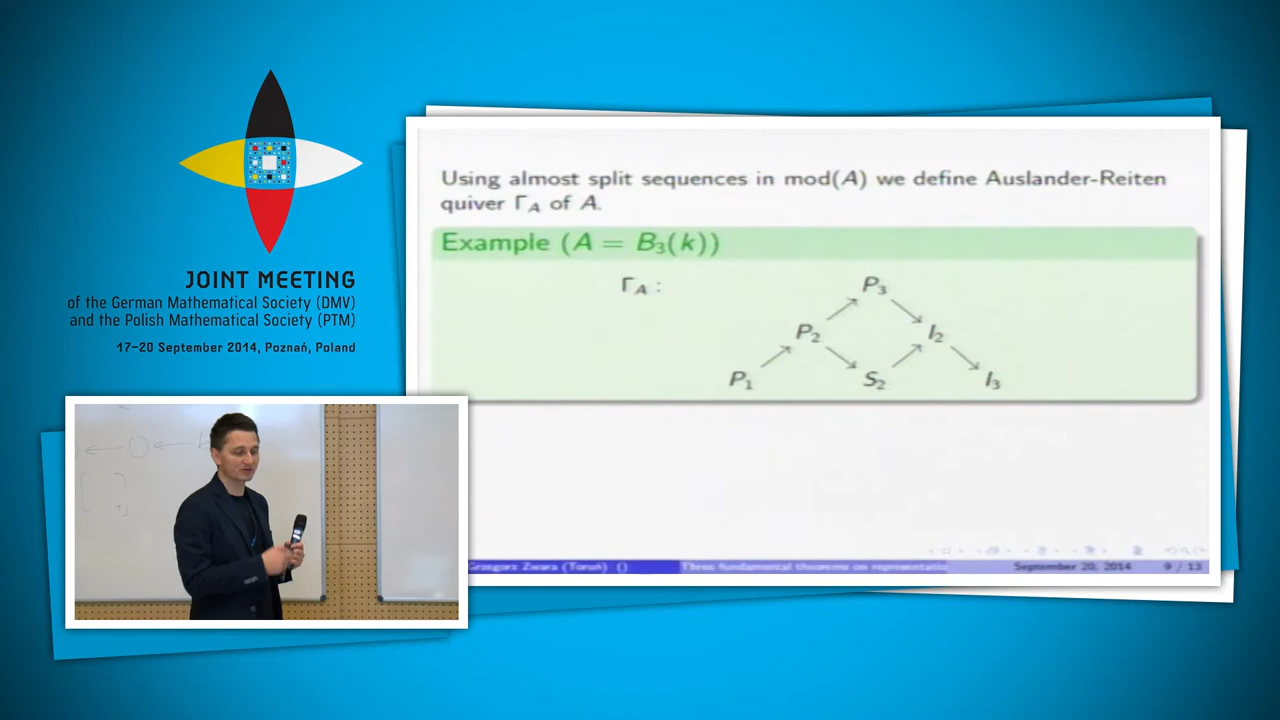 JOINT MEETING
of the German Mathematical Society (DMV)
and the Polish Mathematical Society (PTM)
17-20 September 2014, Poznań, Poland
Using almost split sequences in mod(A) we define Auslander-Reiten
quiver Γ_A of A.
Example (A = B₃(k))
Γ_A :
P₃
P₂ I₂
P₁ S₂ I₃
Grzegorz Zwara (Toruń) () Three fundamental theorems on representatio September 20, 2014 9 / 13